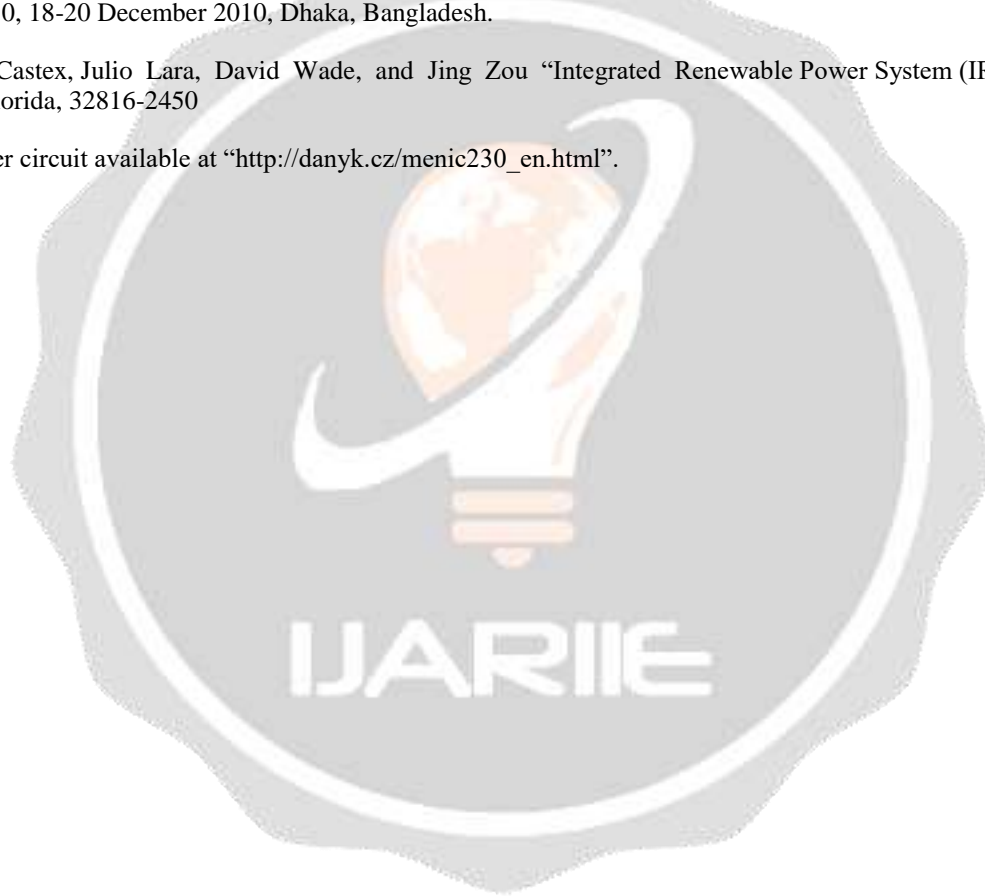 0, 18-20 December 2010, Dhaka, Bangladesh.
Castex, Julio Lara, David Wade, and Jing Zou “Integrated Renewable Power System (IR
orida, 32816-2450
er circuit available at “http://danyk.cz/menic230_en.html”.
IJARIIE